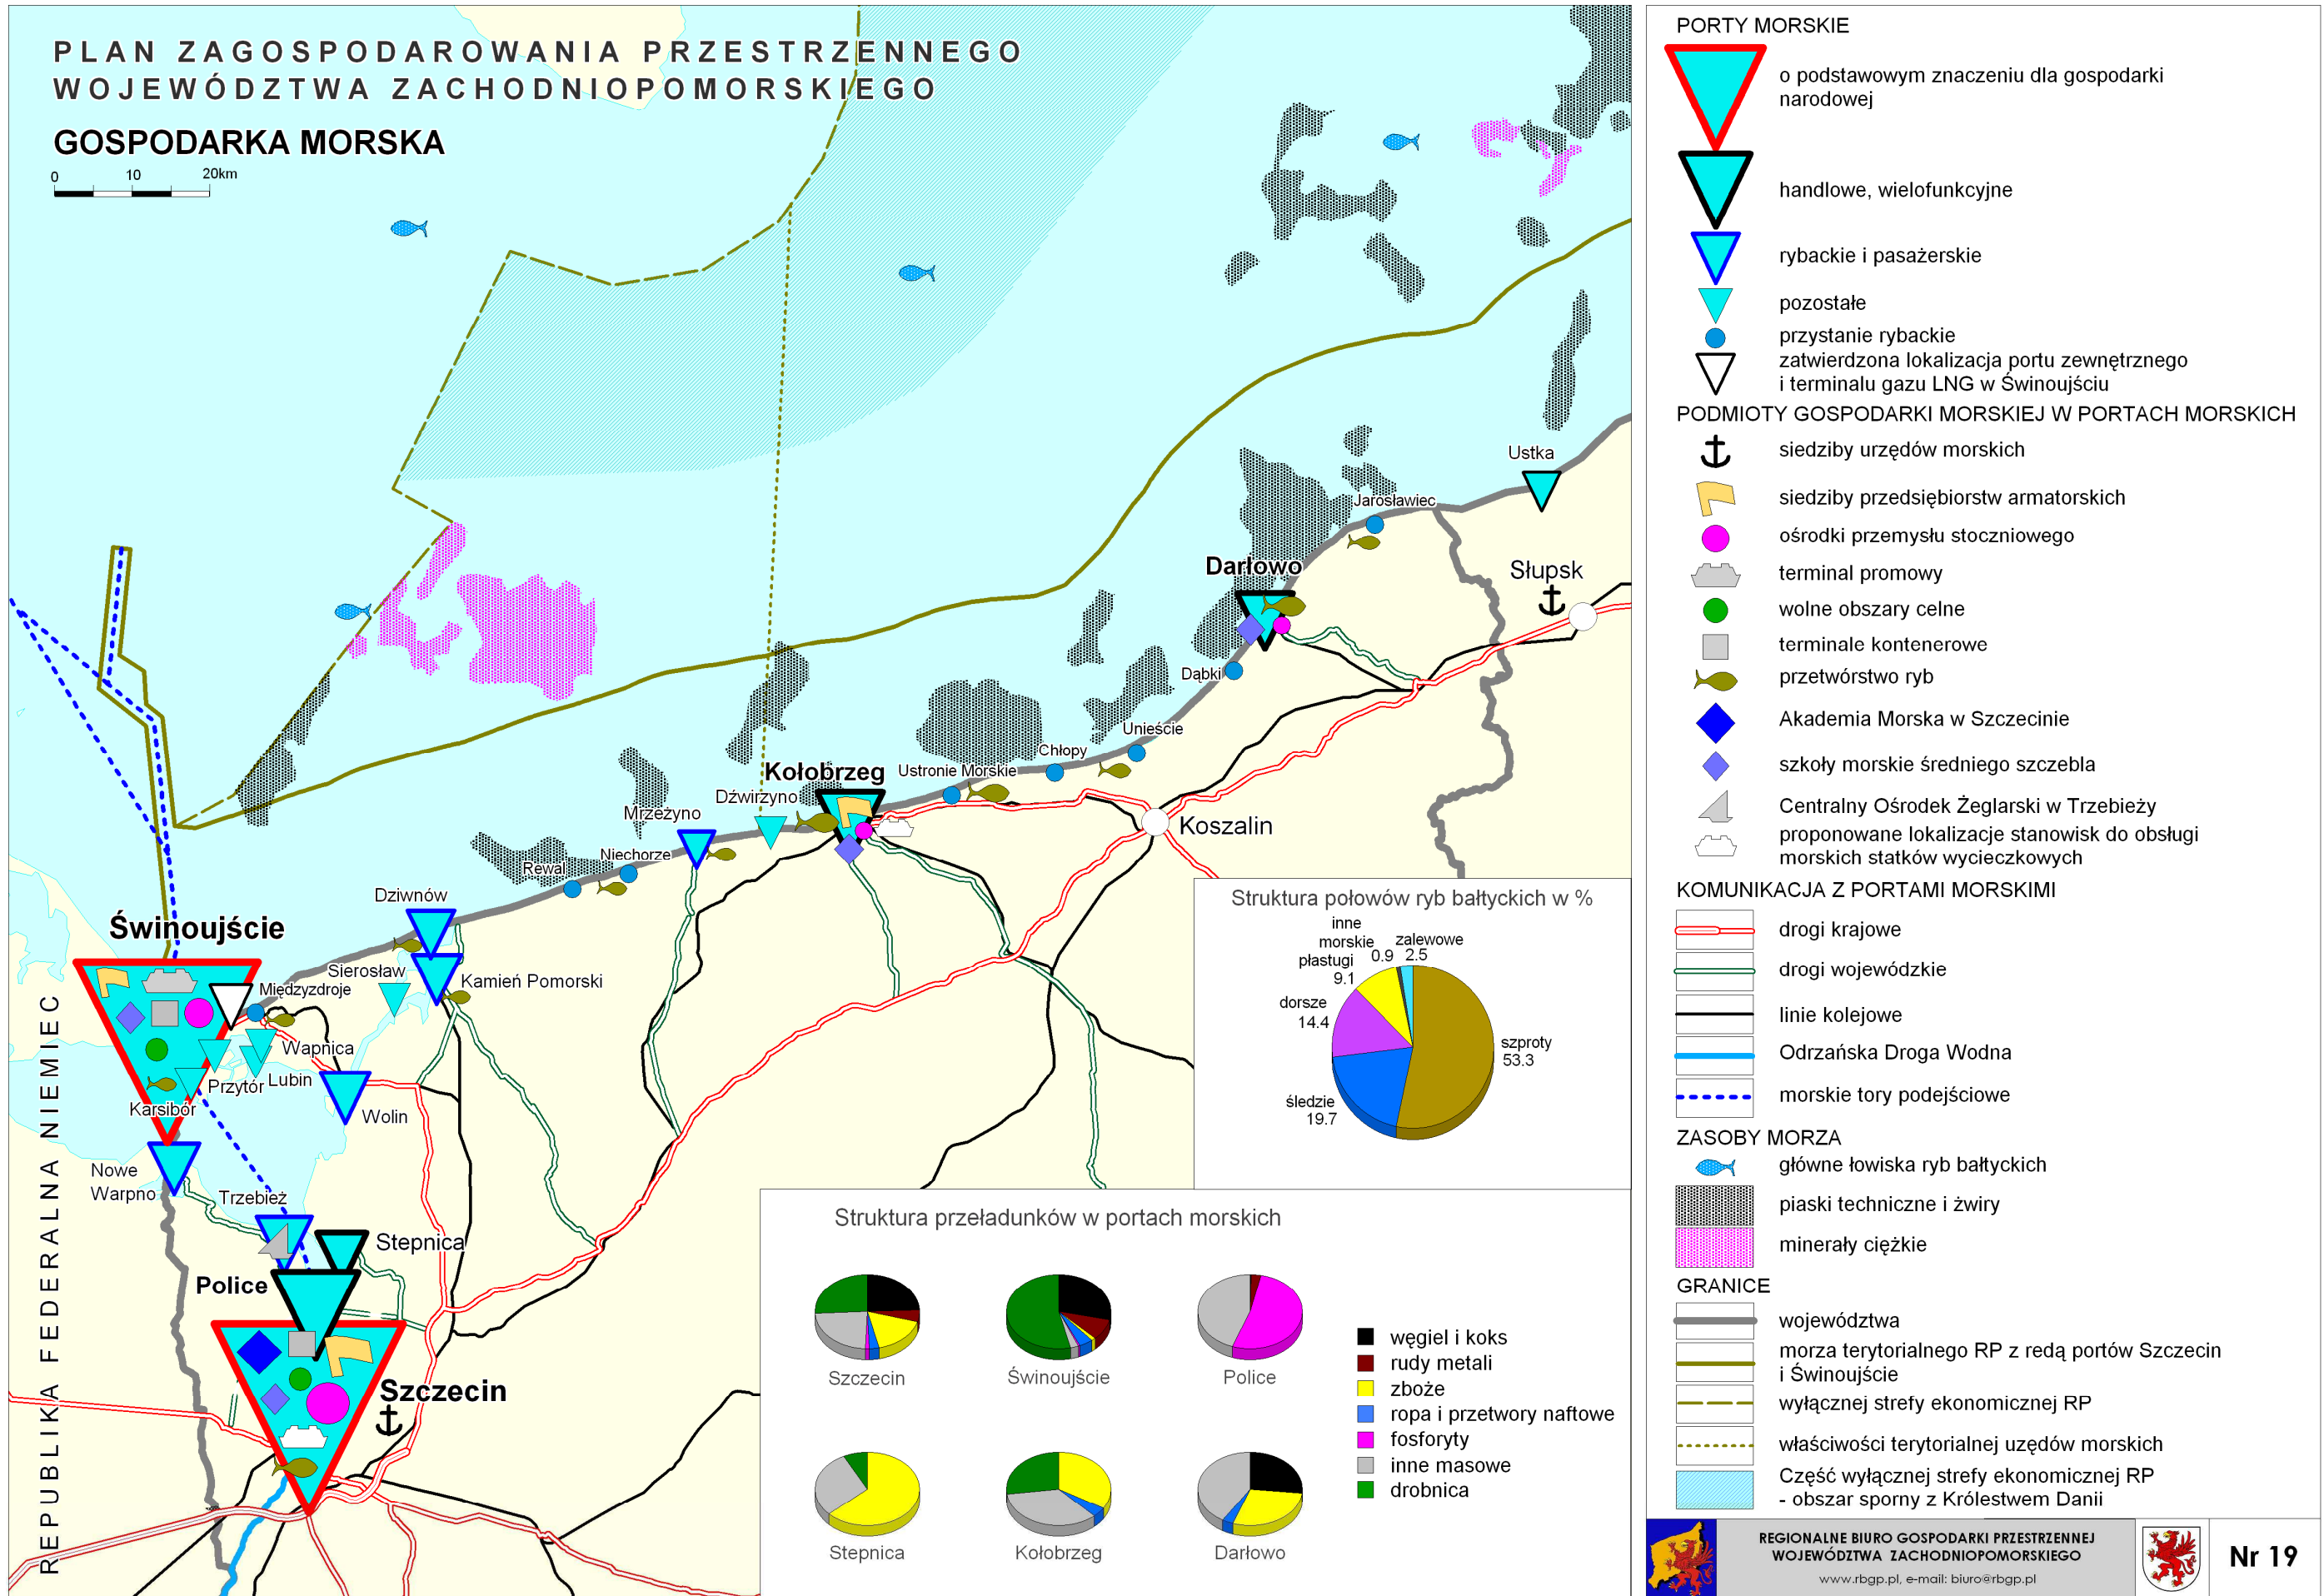 PLAN ZAGOSPODAROWANIA PRZESTRZENNEGO
WOJEWÓDZTWA ZACHODNIOPOMORSKIEGO
GOSPODARKA MORSKA
0 10 20km
Ustka
Jarosławiec
Darłowo
Słupsk
Dąbki
Unieście
Chłopy
Ustronie Morskie
Kołobrzeg
Koszalin
Dźwirzyno
Mrzeżyno
Niechorze
Rewal
Dziwnów
Świnoujście
Sierosław
Kamień Pomorski
Międzyzdroje
Wapnica
Przytór
Lubin
Karsibór
Wolin
Nowe
Warpno
Trzebież
Stepnica
Police
Szczecin
REPUBLIKA FEDERALNA NIEMIEC
Struktura połowów ryb bałtyckich w %
inne
morskie
0.9
zalewowe
2.5
płastugi
9.1
dorsze
14.4
śledzie
19.7
szproty
53.3
Struktura przeładunków w portach morskich
Szczecin
Świnoujście
Police
Stepnica
Kołobrzeg
Darłowo
węgiel i koks
rudy metali
zboże
ropa i przetwory naftowe
fosforyty
inne masowe
drobnica
PORTY MORSKIE
o podstawowym znaczeniu dla gospodarki
narodowej
handlowe, wielofunkcyjne
rybackie i pasażerskie
pozostałe
przystanie rybackie
zatwierdzona lokalizacja portu zewnętrznego
i terminalu gazu LNG w Świnoujściu
PODMIOTY GOSPODARKI MORSKIEJ W PORTACH MORSKICH
siedziby urzędów morskich
siedziby przedsiębiorstw armatorskich
ośrodki przemysłu stoczniowego
terminal promowy
wolne obszary celne
terminale kontenerowe
przetwórstwo ryb
Akademia Morska w Szczecinie
szkoły morskie średniego szczebla
Centralny Ośrodek Żeglarski w Trzebieży
proponowane lokalizacje stanowisk do obsługi
morskich statków wycieczkowych
KOMUNIKACJA Z PORTAMI MORSKIMI
drogi krajowe
drogi wojewódzkie
linie kolejowe
Odrzańska Droga Wodna
morskie tory podejściowe
ZASOBY MORZA
główne łowiska ryb bałtyckich
piaski techniczne i żwiry
minerały ciężkie
GRANICE
województwa
morza terytorialnego RP z redą portów Szczecin
i Świnoujście
wyłącznej strefy ekonomicznej RP
właściwości terytorialnej uzędów morskich
Część wyłącznej strefy ekonomicznej RP
- obszar sporny z Królestwem Danii
REGIONALNE BIURO GOSPODARKI PRZESTRZENNEJ
WOJEWÓDZTWA ZACHODNIOPOMORSKIEGO
www.rbgp.pl, e-mail: biuro@rbgp.pl
Nr 19